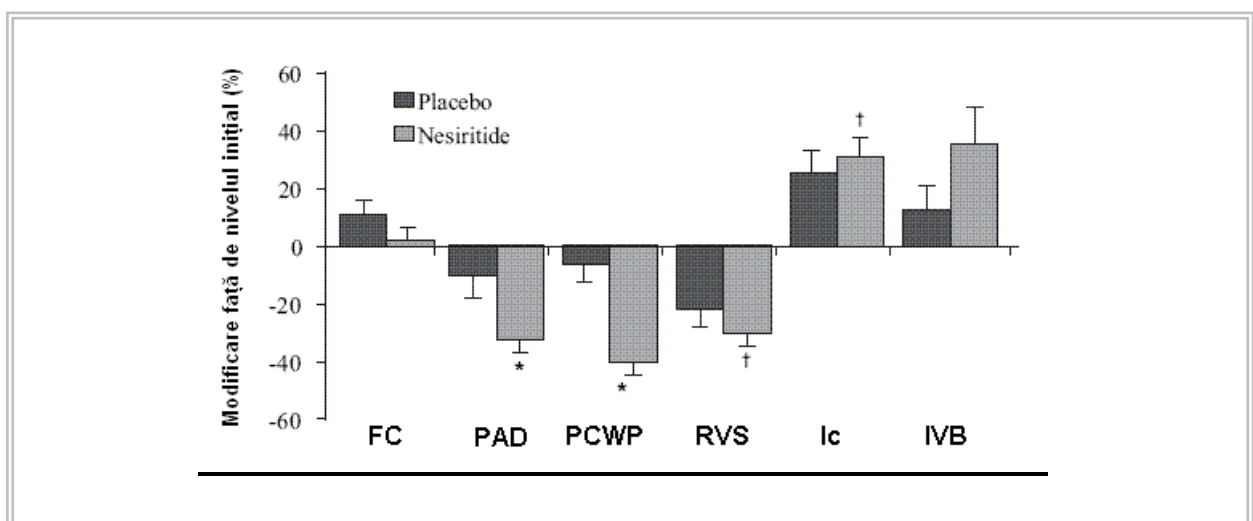 Modificare față de nivelul inițial (%)
60
40
20
0
-20
-40
-60
Placebo
Nesiritide
*
*
†
†
FC PAD PCWP RVS Ic IVB